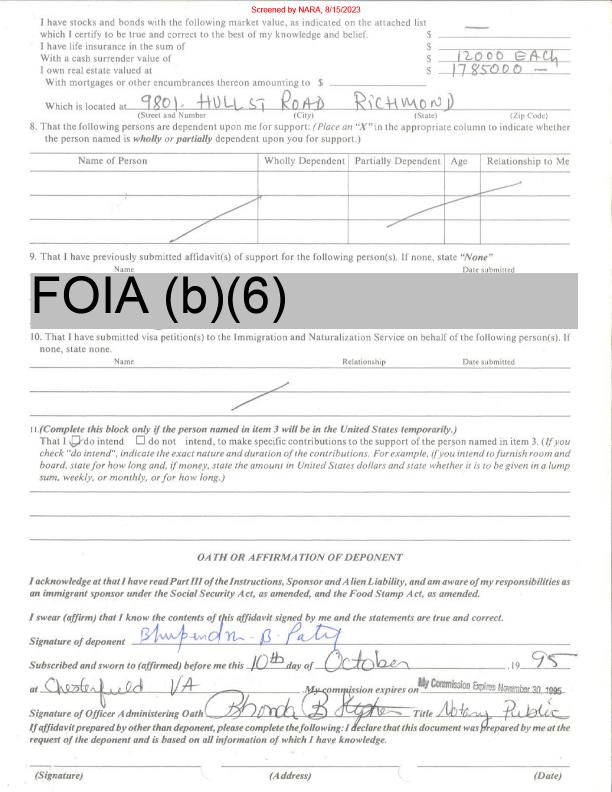 Screened by NARA, 8/15/2023
I have stocks and bonds with the following market value, as indicated on the attached list
which I certify to be true and correct to the best of my knowledge and belief. $ —
I have life insurance in the sum of $
With a cash surrender value of $ 12000 EACH
I own real estate valued at $ 1785000 —
With mortgages or other encumbrances thereon amounting to $
Which is located at 9801. HULL ST ROAD RICHMOND
(Street and Number) (City) (State) (Zip Code)
8. That the following persons are dependent upon me for support: (Place an "X" in the appropriate column to indicate whether
the person named is wholly or partially dependent upon you for support.)
Name of Person Wholly Dependent Partially Dependent Age Relationship to Me
9. That I have previously submitted affidavit(s) of support for the following person(s). If none, state "None"
Name Date submitted
FOIA (b)(6)
10. That I have submitted visa petition(s) to the Immigration and Naturalization Service on behalf of the following person(s). If
none, state none.
Name Relationship Date submitted
11.(Complete this block only if the person named in item 3 will be in the United States temporarily.)
That I do intend do not intend, to make specific contributions to the support of the person named in item 3. (If you
check "do intend", indicate the exact nature and duration of the contributions. For example, if you intend to furnish room and
board, state for how long and, if money, state the amount in United States dollars and state whether it is to be given in a lump
sum, weekly, or monthly, or for how long.)
OATH OR AFFIRMATION OF DEPONENT
I acknowledge at that I have read Part III of the Instructions, Sponsor and Alien Liability, and am aware of my responsibilities as
an immigrant sponsor under the Social Security Act, as amended, and the Food Stamp Act, as amended.
I swear (affirm) that I know the contents of this affidavit signed by me and the statements are true and correct.
Signature of deponent B. Patel
Subscribed and sworn to (affirmed) before me this 10th day of October , 19 95
at Chesterfield VA My commission expires on My Commission Expires November 30, 1995
Signature of Officer Administering Oath Rhonda B Title Notary Public
If affidavit prepared by other than deponent, please complete the following: I declare that this document was prepared by me at the
request of the deponent and is based on all information of which I have knowledge.
(Signature) (Address) (Date)